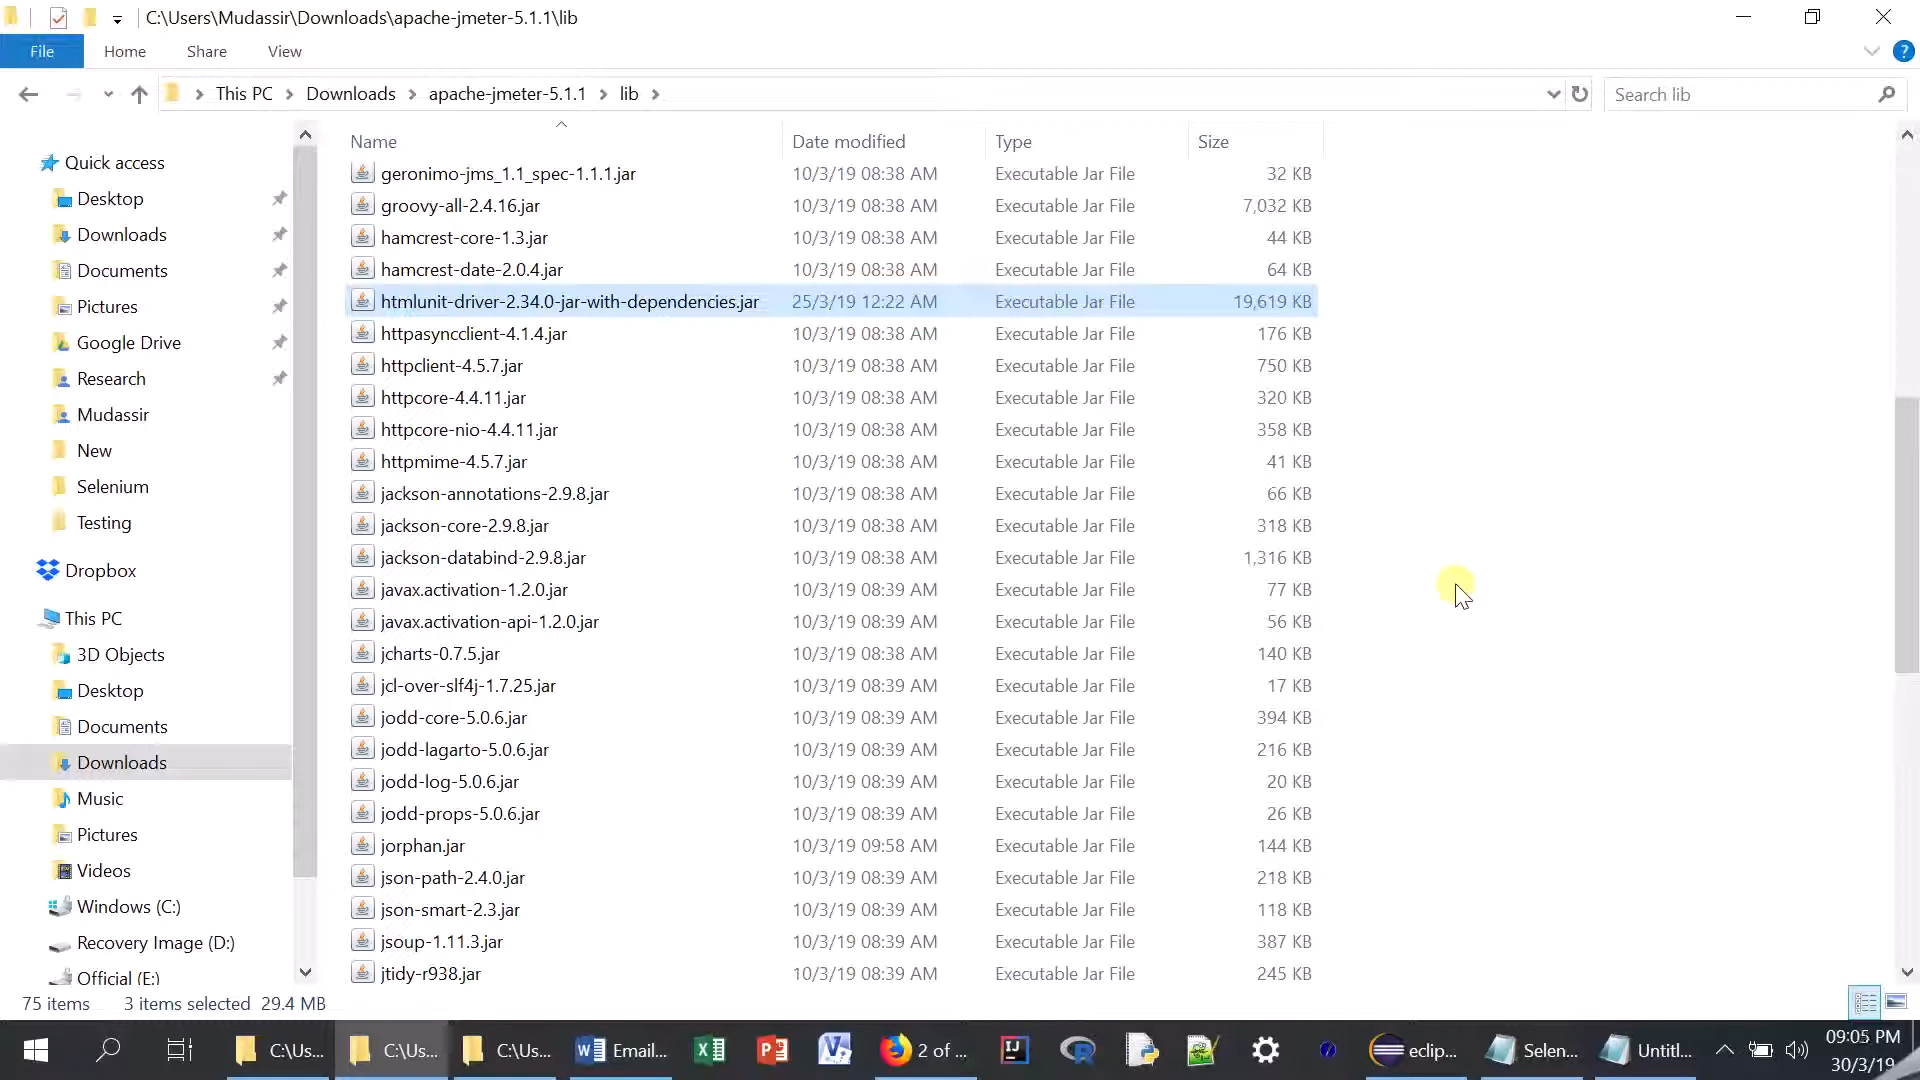 C:\Users\Mudassir\Downloads\apache-jmeter-5.1.1\lib
File Home Share View
This PC Downloads apache-jmeter-5.1.1 lib
Search lib
Quick access
Desktop
Downloads
Documents
Pictures
Google Drive
Research
Mudassir
New
Selenium
Testing
Dropbox
This PC
3D Objects
Desktop
Documents
Downloads
Music
Pictures
Videos
Windows (C:)
Recovery Image (D:)
Official (E:)
Name Date modified Type Size
geronimo-jms_1.1_spec-1.1.1.jar 10/3/19 08:38 AM Executable Jar File 32 KB
groovy-all-2.4.16.jar 10/3/19 08:38 AM Executable Jar File 7,032 KB
hamcrest-core-1.3.jar 10/3/19 08:38 AM Executable Jar File 44 KB
hamcrest-date-2.0.4.jar 10/3/19 08:38 AM Executable Jar File 64 KB
htmlunit-driver-2.34.0-jar-with-dependencies.jar 25/3/19 12:22 AM Executable Jar File 19,619 KB
httpasyncclient-4.1.4.jar 10/3/19 08:38 AM Executable Jar File 176 KB
httpclient-4.5.7.jar 10/3/19 08:38 AM Executable Jar File 750 KB
httpcore-4.4.11.jar 10/3/19 08:38 AM Executable Jar File 320 KB
httpcore-nio-4.4.11.jar 10/3/19 08:38 AM Executable Jar File 358 KB
httpmime-4.5.7.jar 10/3/19 08:38 AM Executable Jar File 41 KB
jackson-annotations-2.9.8.jar 10/3/19 08:38 AM Executable Jar File 66 KB
jackson-core-2.9.8.jar 10/3/19 08:38 AM Executable Jar File 318 KB
jackson-databind-2.9.8.jar 10/3/19 08:38 AM Executable Jar File 1,316 KB
javax.activation-1.2.0.jar 10/3/19 08:39 AM Executable Jar File 77 KB
javax.activation-api-1.2.0.jar 10/3/19 08:39 AM Executable Jar File 56 KB
jcharts-0.7.5.jar 10/3/19 08:38 AM Executable Jar File 140 KB
jcl-over-slf4j-1.7.25.jar 10/3/19 08:39 AM Executable Jar File 17 KB
jodd-core-5.0.6.jar 10/3/19 08:39 AM Executable Jar File 394 KB
jodd-lagarto-5.0.6.jar 10/3/19 08:39 AM Executable Jar File 216 KB
jodd-log-5.0.6.jar 10/3/19 08:39 AM Executable Jar File 20 KB
jodd-props-5.0.6.jar 10/3/19 08:39 AM Executable Jar File 26 KB
jorphan.jar 10/3/19 09:58 AM Executable Jar File 144 KB
json-path-2.4.0.jar 10/3/19 08:39 AM Executable Jar File 218 KB
json-smart-2.3.jar 10/3/19 08:39 AM Executable Jar File 118 KB
jsoup-1.11.3.jar 10/3/19 08:39 AM Executable Jar File 387 KB
jtidy-r938.jar 10/3/19 08:39 AM Executable Jar File 245 KB
75 items 3 items selected 29.4 MB
C:\Us... C:\Us... C:\Us... Email... 2 of ... eclip... Selen... Untitl...
09:05 PM
30/3/19